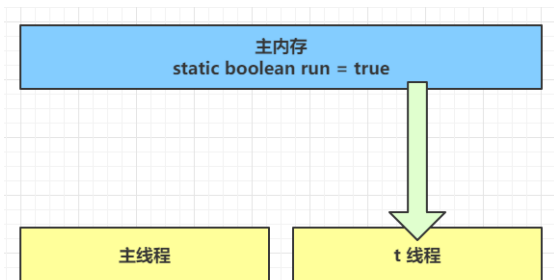 主内存
static boolean run = true
主线程
t 线程